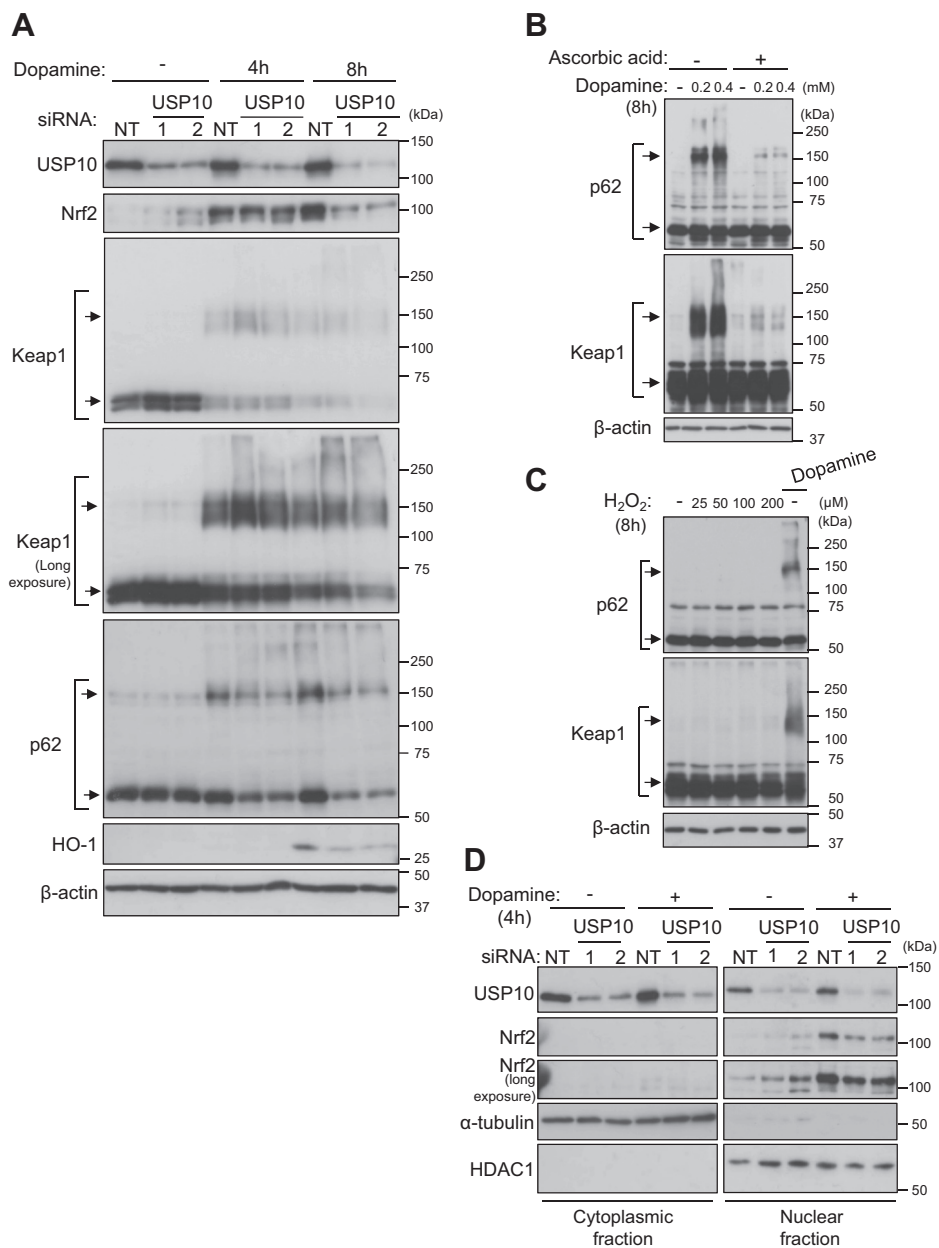 A
Dopamine: - 4h 8h
USP10 USP10 USP10
siRNA: NT 1 2 NT 1 2 NT 1 2 (kDa)
USP10
150
100
Nrf2
100
Keap1
250
150
100
75
Keap1
(Long
exposure)
250
150
100
75
p62
250
150
100
75
50
HO-1
25
β-actin
50
37
B
Ascorbic acid: - +
Dopamine: - 0.2 0.4 - 0.2 0.4 (mM)
(8h) (kDa)
p62
250
150
100
75
50
Keap1
250
150
100
75
50
β-actin
37
C
Dopamine
H₂O₂: - 25 50 100 200 - (μM)
(8h) (kDa)
p62
250
150
100
75
50
Keap1
250
150
100
75
50
β-actin
50
37
D
Dopamine: - + - +
(4h)
USP10 USP10 USP10 USP10
siRNA: NT 1 2 NT 1 2 NT 1 2 NT 1 2 (kDa)
USP10
150
100
Nrf2
100
Nrf2
(long
exposure)
100
α-tubulin
50
HDAC1
50
Cytoplasmic
fraction
Nuclear
fraction